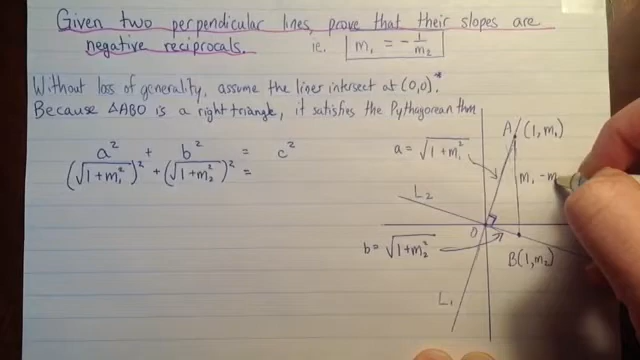 Given two perpendicular lines, prove that their slopes are
negative reciprocals. ie. m₁ = -1/m₂
Without loss of generality, assume the lines intersect at (0,0).*
Because △ABO is a right triangle, it satisfies the Pythagorean thm
a² + b² = c²
(√(1+m₁²))² + (√(1+m₂²))² =
A (1, m₁)
a = √(1+m₁²)
m₁ - m
L₂
O
b = √(1+m₂²)
B(1, m₂)
L₁